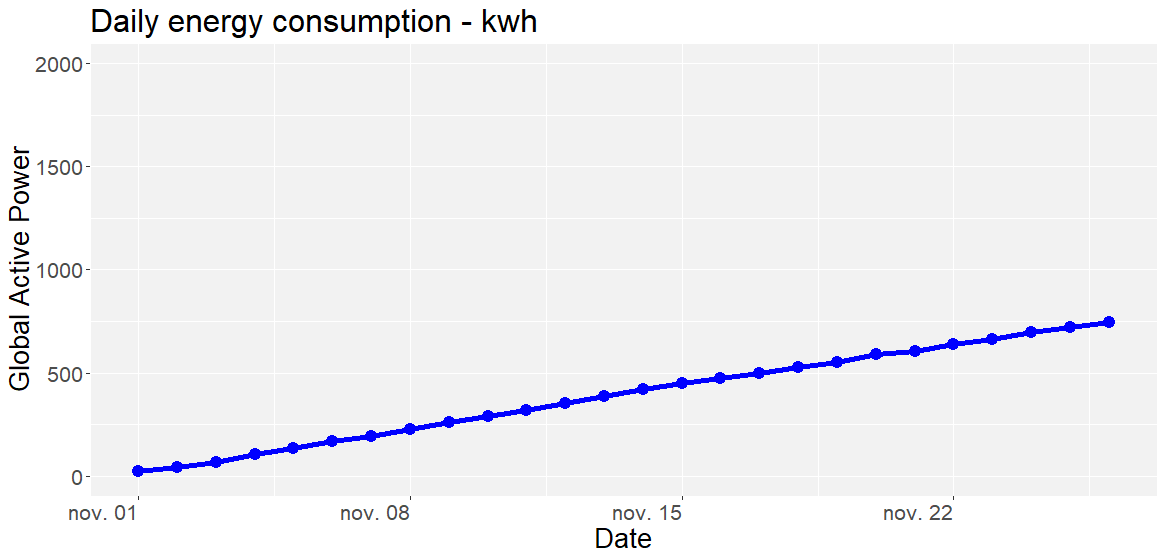 Daily energy consumption - kwh
Global Active Power
2000
1500
1000
500
0
nov. 01
nov. 08
nov. 15
nov. 22
Date